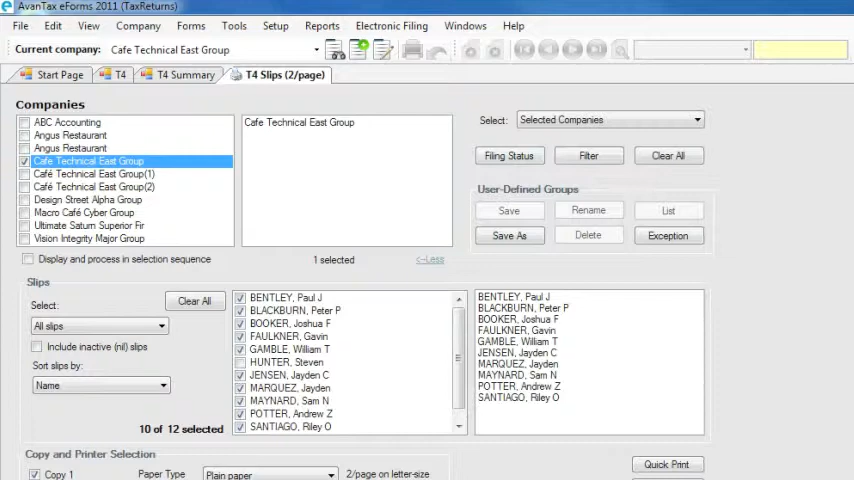 AvanTax eForms 2011 (TaxReturns)
File Edit View Company Forms Tools Setup Reports Electronic Filing Windows Help
Current company: Cafe Technical East Group
Start Page T4 T4 Summary T4 Slips (2/page)
Companies
ABC Accounting
Angus Restaurant
Angus Restaurant
Cafe Technical East Group
Café Technical East Group(1)
Café Technical East Group(2)
Design Street Alpha Group
Macro Café Cyber Group
Ultimate Saturn Superior Fir
Vision Integrity Major Group
Cafe Technical East Group
Select: Selected Companies
Filing Status Filter Clear All
User-Defined Groups
Save Rename List
Save As Delete Exception
Display and process in selection sequence 1 selected <-Less
Slips
Select: Clear All
All slips
Include inactive (nil) slips
Sort slips by:
Name
10 of 12 selected
BENTLEY, Paul J
BLACKBURN, Peter P
BOOKER, Joshua F
FAULKNER, Gavin
GAMBLE, William T
HUNTER, Steven
JENSEN, Jayden C
MARQUEZ, Jayden
MAYNARD, Sam N
POTTER, Andrew Z
SANTIAGO, Riley O
BENTLEY, Paul J
BLACKBURN, Peter P
BOOKER, Joshua F
FAULKNER, Gavin
GAMBLE, William T
JENSEN, Jayden C
MARQUEZ, Jayden
MAYNARD, Sam N
POTTER, Andrew Z
SANTIAGO, Riley O
Copy and Printer Selection
Copy 1 Paper Type Plain paper 2/page on letter-size
Quick Print